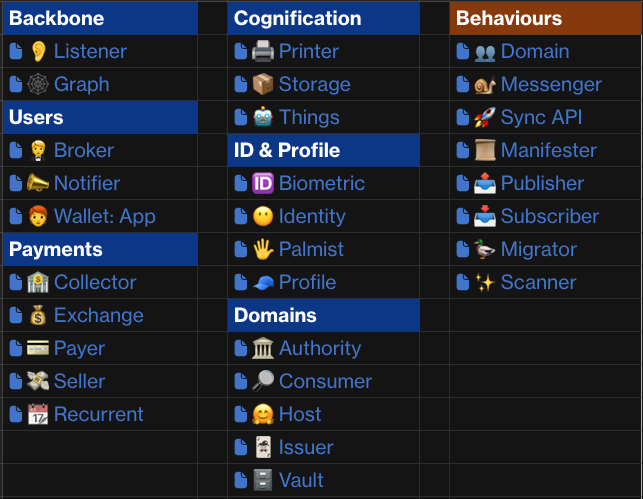 Backbone
👂 Listener
🕸 Graph
Users
🤵 Broker
📣 Notifier
👨‍🦰 Wallet: App
Payments
🏦 Collector
💰 Exchange
💳 Payer
💸 Seller
📆 Recurrent
Cognification
🖨 Printer
📦 Storage
🤖 Things
ID & Profile
🆔 Biometric
😶 Identity
🖐 Palmist
🧢 Profile
Domains
🏛 Authority
🔎 Consumer
🤗 Host
🃏 Issuer
🗄 Vault
Behaviours
👥 Domain
🐌 Messenger
🚀 Sync API
📜 Manifester
📤 Publisher
📥 Subscriber
🦆 Migrator
✨ Scanner